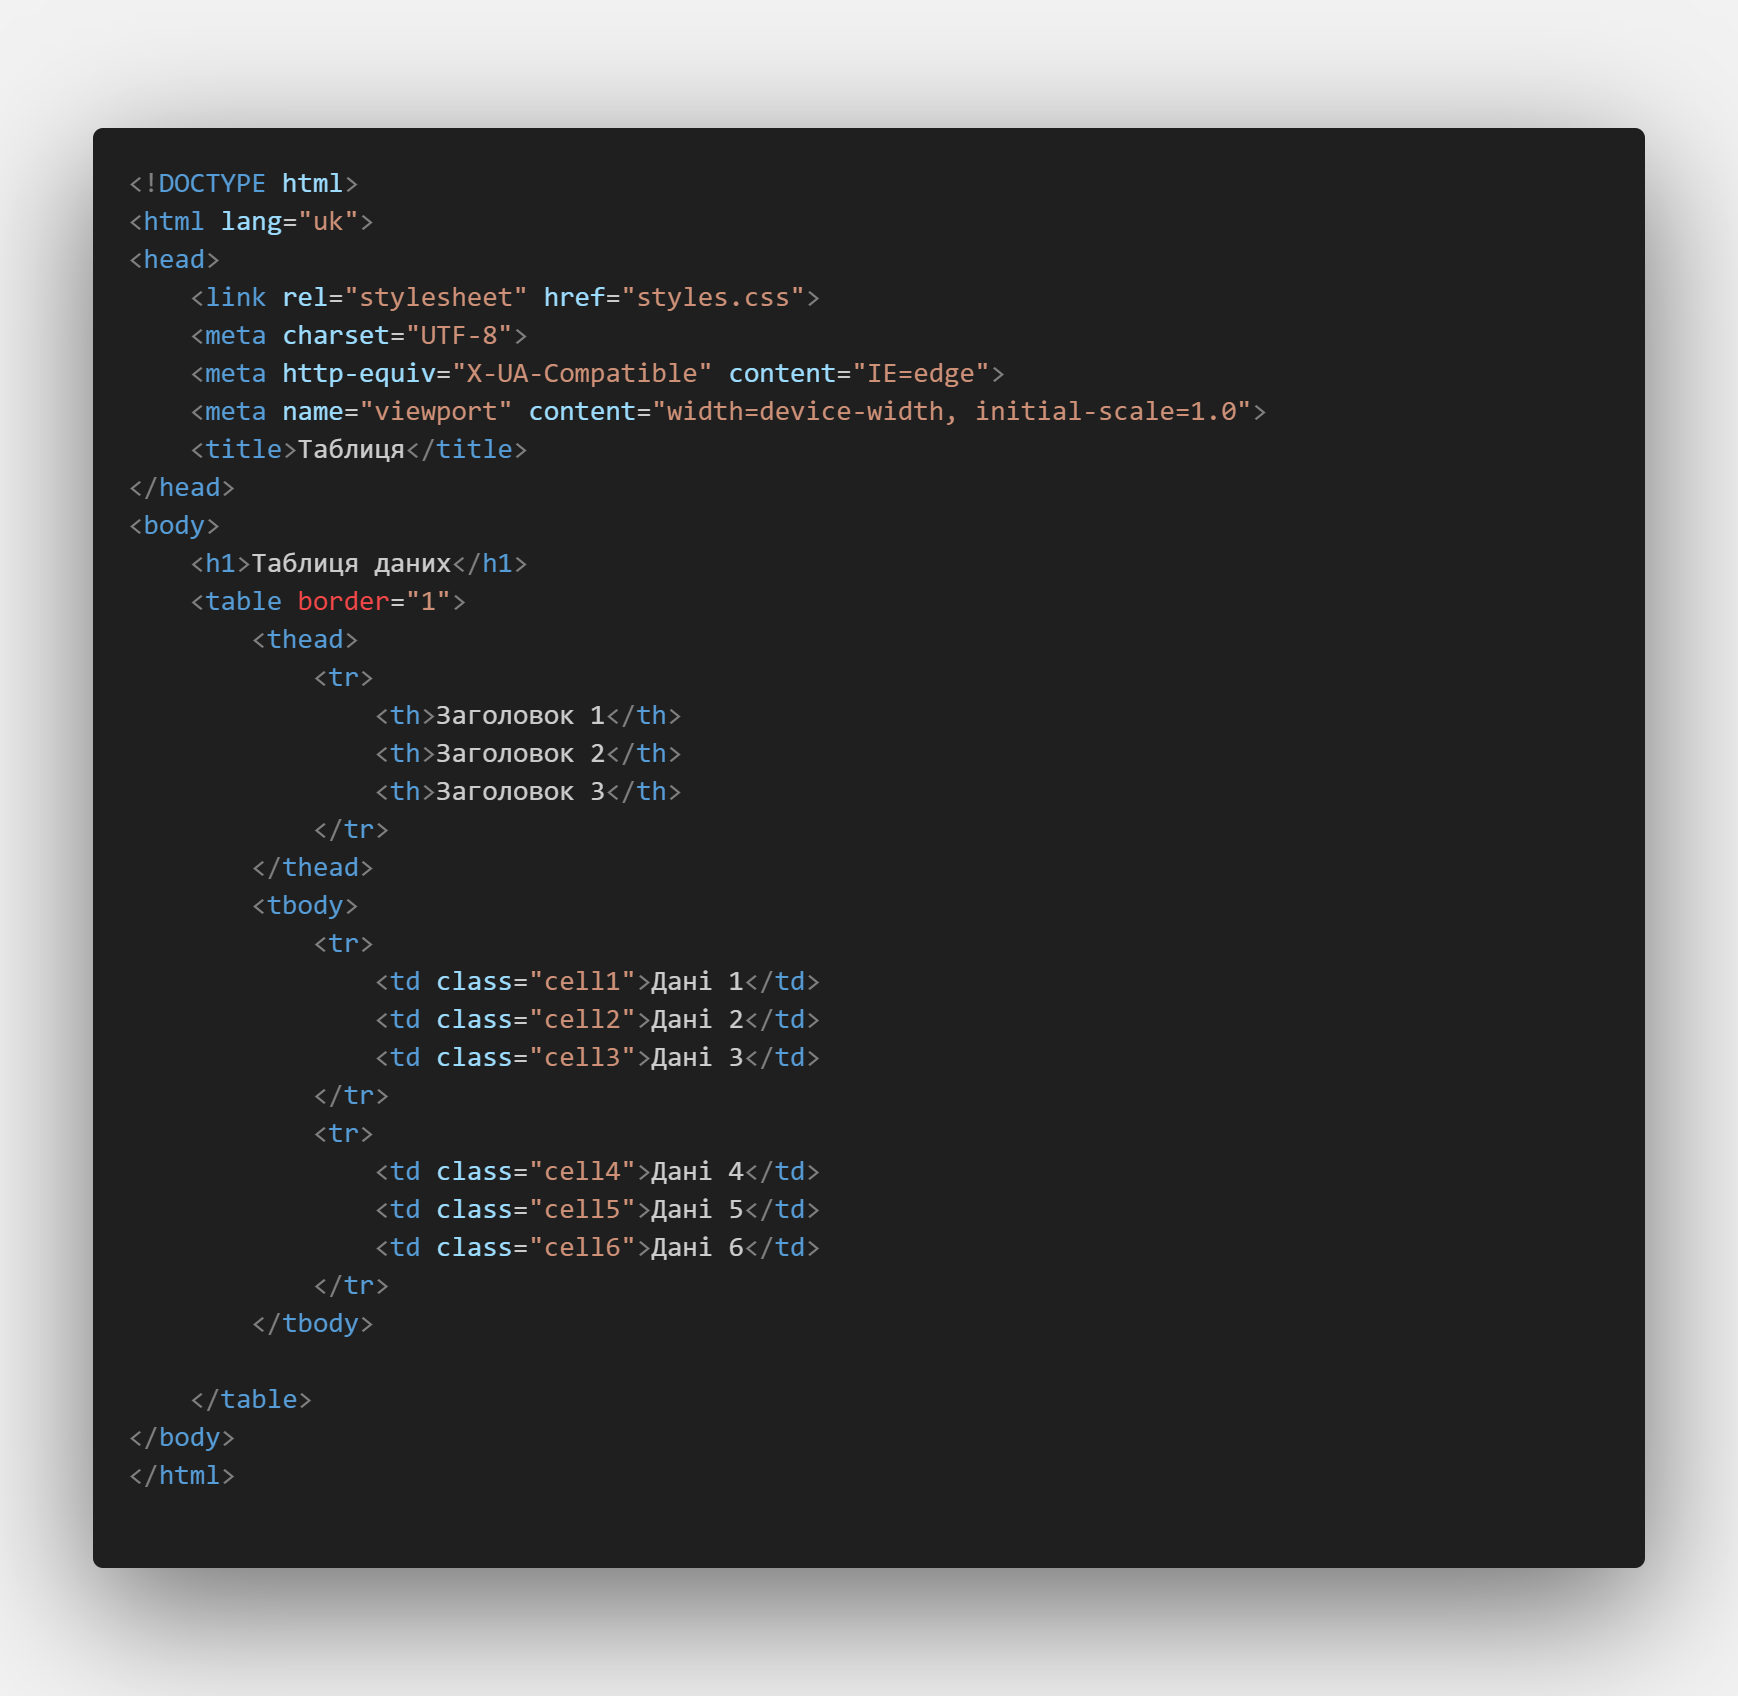 <!DOCTYPE html>
<html lang="uk">
<head>
    <link rel="stylesheet" href="styles.css">
    <meta charset="UTF-8">
    <meta http-equiv="X-UA-Compatible" content="IE=edge">
    <meta name="viewport" content="width=device-width, initial-scale=1.0">
    <title>Таблиця</title>
</head>
<body>
    <h1>Таблиця даних</h1>
    <table border="1">
        <thead>
            <tr>
                <th>Заголовок 1</th>
                <th>Заголовок 2</th>
                <th>Заголовок 3</th>
            </tr>
        </thead>
        <tbody>
            <tr>
                <td class="cell1">Дані 1</td>
                <td class="cell2">Дані 2</td>
                <td class="cell3">Дані 3</td>
            </tr>
            <tr>
                <td class="cell4">Дані 4</td>
                <td class="cell5">Дані 5</td>
                <td class="cell6">Дані 6</td>
            </tr>
        </tbody>

    </table>
</body>
</html>